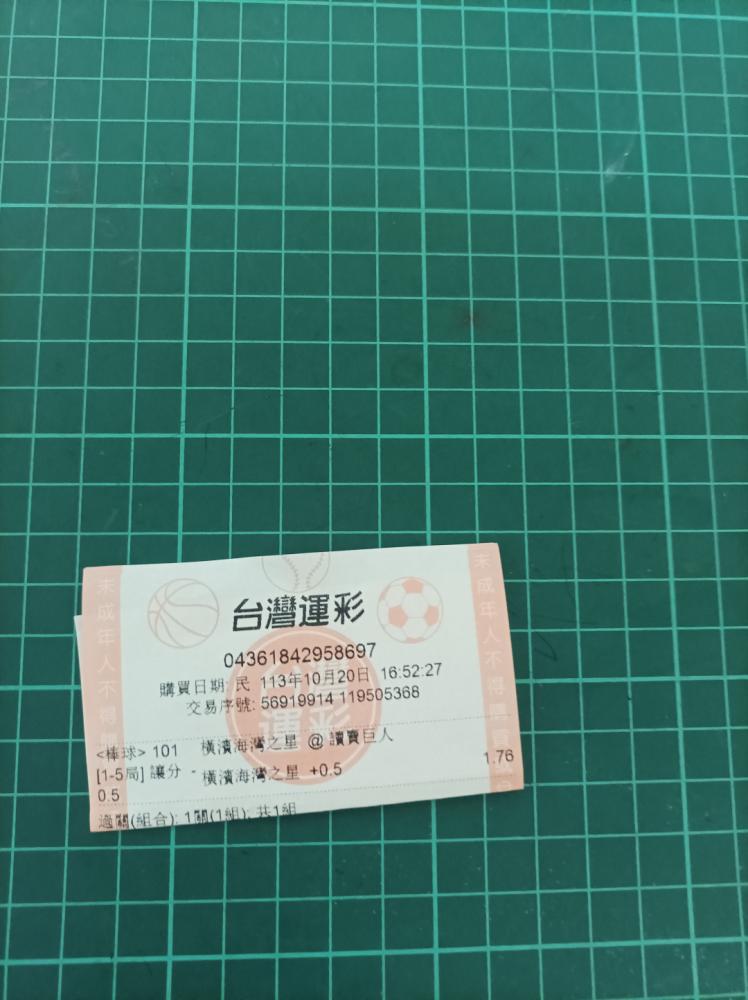 台灣運彩
04361842958697
購買日期: 民 113年10月20日 16:52:27
交易序號: 56919914 119505368
<棒球> 101 橫濱海灣之星 @ 讀賣巨人
[1-5局] 讓分 - 橫濱海灣之星 +0.5 1.76
0.5
過關(組合): 1關(1組); 共1組
未成年人不得購
未成年人不得購買